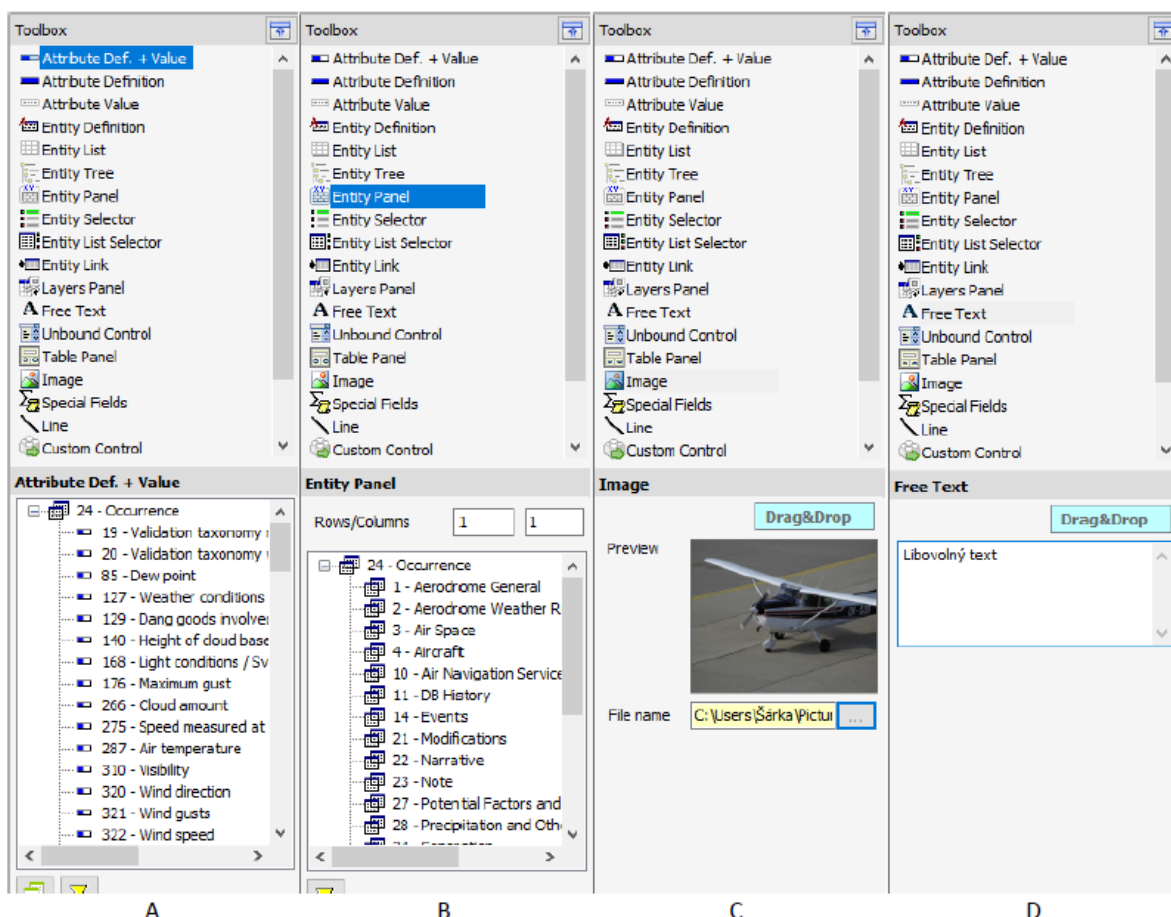 Toolbox
Attribute Def. + Value
Attribute Definition
Attribute Value
Entity Definition
Entity List
Entity Tree
Entity Panel
Entity Selector
Entity List Selector
Entity Link
Layers Panel
Free Text
Unbound Control
Table Panel
Image
Special Fields
Line
Custom Control
Attribute Def. + Value
24 - Occurrence
19 - Validation taxonomy
20 - Validation taxonomy
85 - Dew point
127 - Weather conditions
129 - Dang goods involve
140 - Height of cloud base
168 - Light conditions / Sv
176 - Maximum gust
266 - Cloud amount
275 - Speed measured at
287 - Air temperature
310 - Visibility
320 - Wind direction
321 - Wind gusts
322 - Wind speed
A
Toolbox
Attribute Def. + Value
Attribute Definition
Attribute Value
Entity Definition
Entity List
Entity Tree
Entity Panel
Entity Selector
Entity List Selector
Entity Link
Layers Panel
Free Text
Unbound Control
Table Panel
Image
Special Fields
Line
Custom Control
Entity Panel
Rows/Columns 1 1
24 - Occurrence
1 - Aerodrome General
2 - Aerodrome Weather R
3 - Air Space
4 - Aircraft
10 - Air Navigation Service
11 - DB History
14 - Events
21 - Modifications
22 - Narrative
23 - Note
27 - Potential Factors and
28 - Precipitation and Oth
B
Toolbox
Attribute Def. + Value
Attribute Definition
Attribute Value
Entity Definition
Entity List
Entity Tree
Entity Panel
Entity Selector
Entity List Selector
Entity Link
Layers Panel
Free Text
Unbound Control
Table Panel
Image
Special Fields
Line
Custom Control
Image
Drag&Drop
Preview
File name C:\Users\Šárka\Pictur ...
C
Toolbox
Attribute Def. + Value
Attribute Definition
Attribute Value
Entity Definition
Entity List
Entity Tree
Entity Panel
Entity Selector
Entity List Selector
Entity Link
Layers Panel
Free Text
Unbound Control
Table Panel
Image
Special Fields
Line
Custom Control
Free Text
Drag&Drop
Libovolný text
D